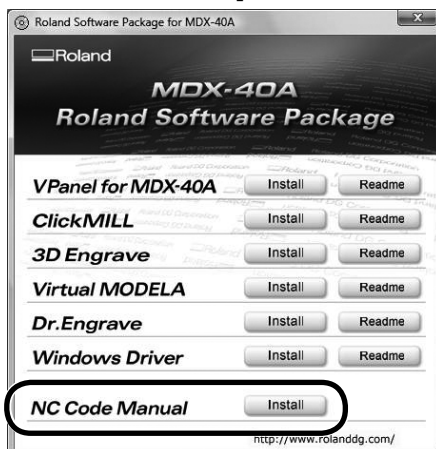 Roland Software Package for MDX-40A
Roland
MDX-40A
Roland Software Package
VPanel for MDX-40A Install Readme
ClickMILL Install Readme
3D Engrave Install Readme
Virtual MODELA Install Readme
Dr.Engrave Install Readme
Windows Driver Install Readme
NC Code Manual Install
http://www.rolanddg.com/